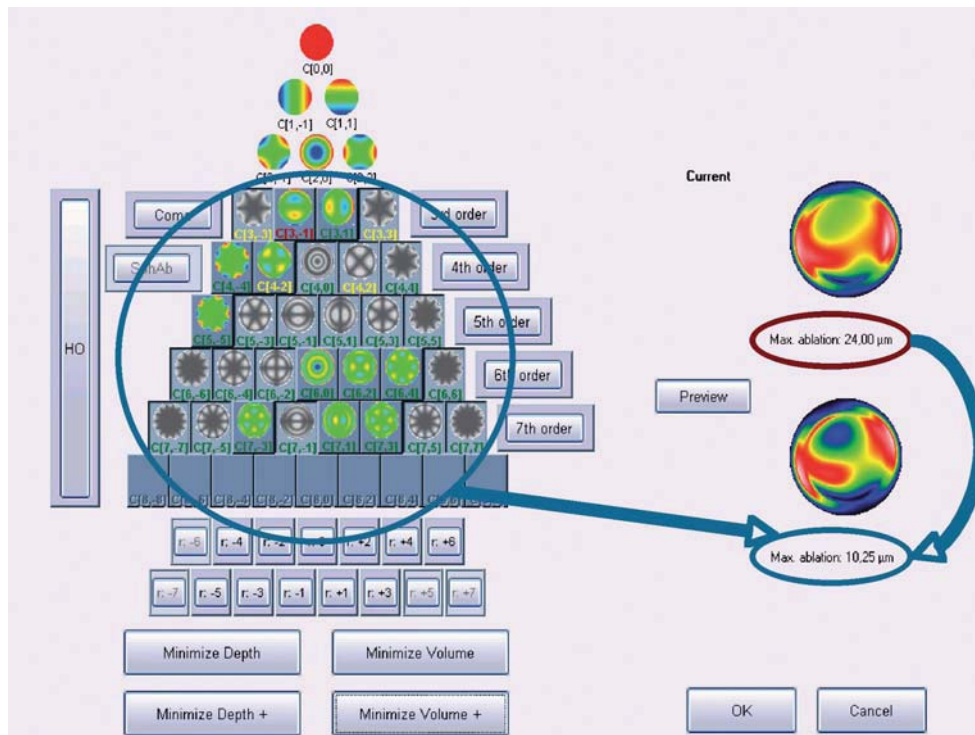 C[0,0]
C[1,-1] C[1,1]
C[2,0]
Current
Coma 3rd order
C[3,-3] C[3,-1] C[3,1] C[3,3]
SphAb 4th order
C[4,-4] C[4-2] C[4,0] C[4,2] C[4,4]
5th order
C[5,-5] C[5,-3] C[5,-1] C[5,1] C[5,3] C[5,5]
Max. ablation: 24,00 µm
HO
6th order
C[6,-6] C[6,-4] C[6,-2] C[6,0] C[6,2] C[6,4] C[6,6]
Preview
7th order
C[7,-7] C[7,-5] C[7,-3] C[7,-1] C[7,1] C[7,3] C[7,5] C[7,7]
C[8,-4] C[8,-2] C[8,0] C[8,2] C[8,4]
r: -6 r: -4 r: -2 r: +2 r: +4 r: +6
Max. ablation: 10,25 µm
r: -7 r: -5 r: -3 r: -1 r: +1 r: +3 r: +5 r: +7
Minimize Depth Minimize Volume
Minimize Depth + Minimize Volume +
OK Cancel